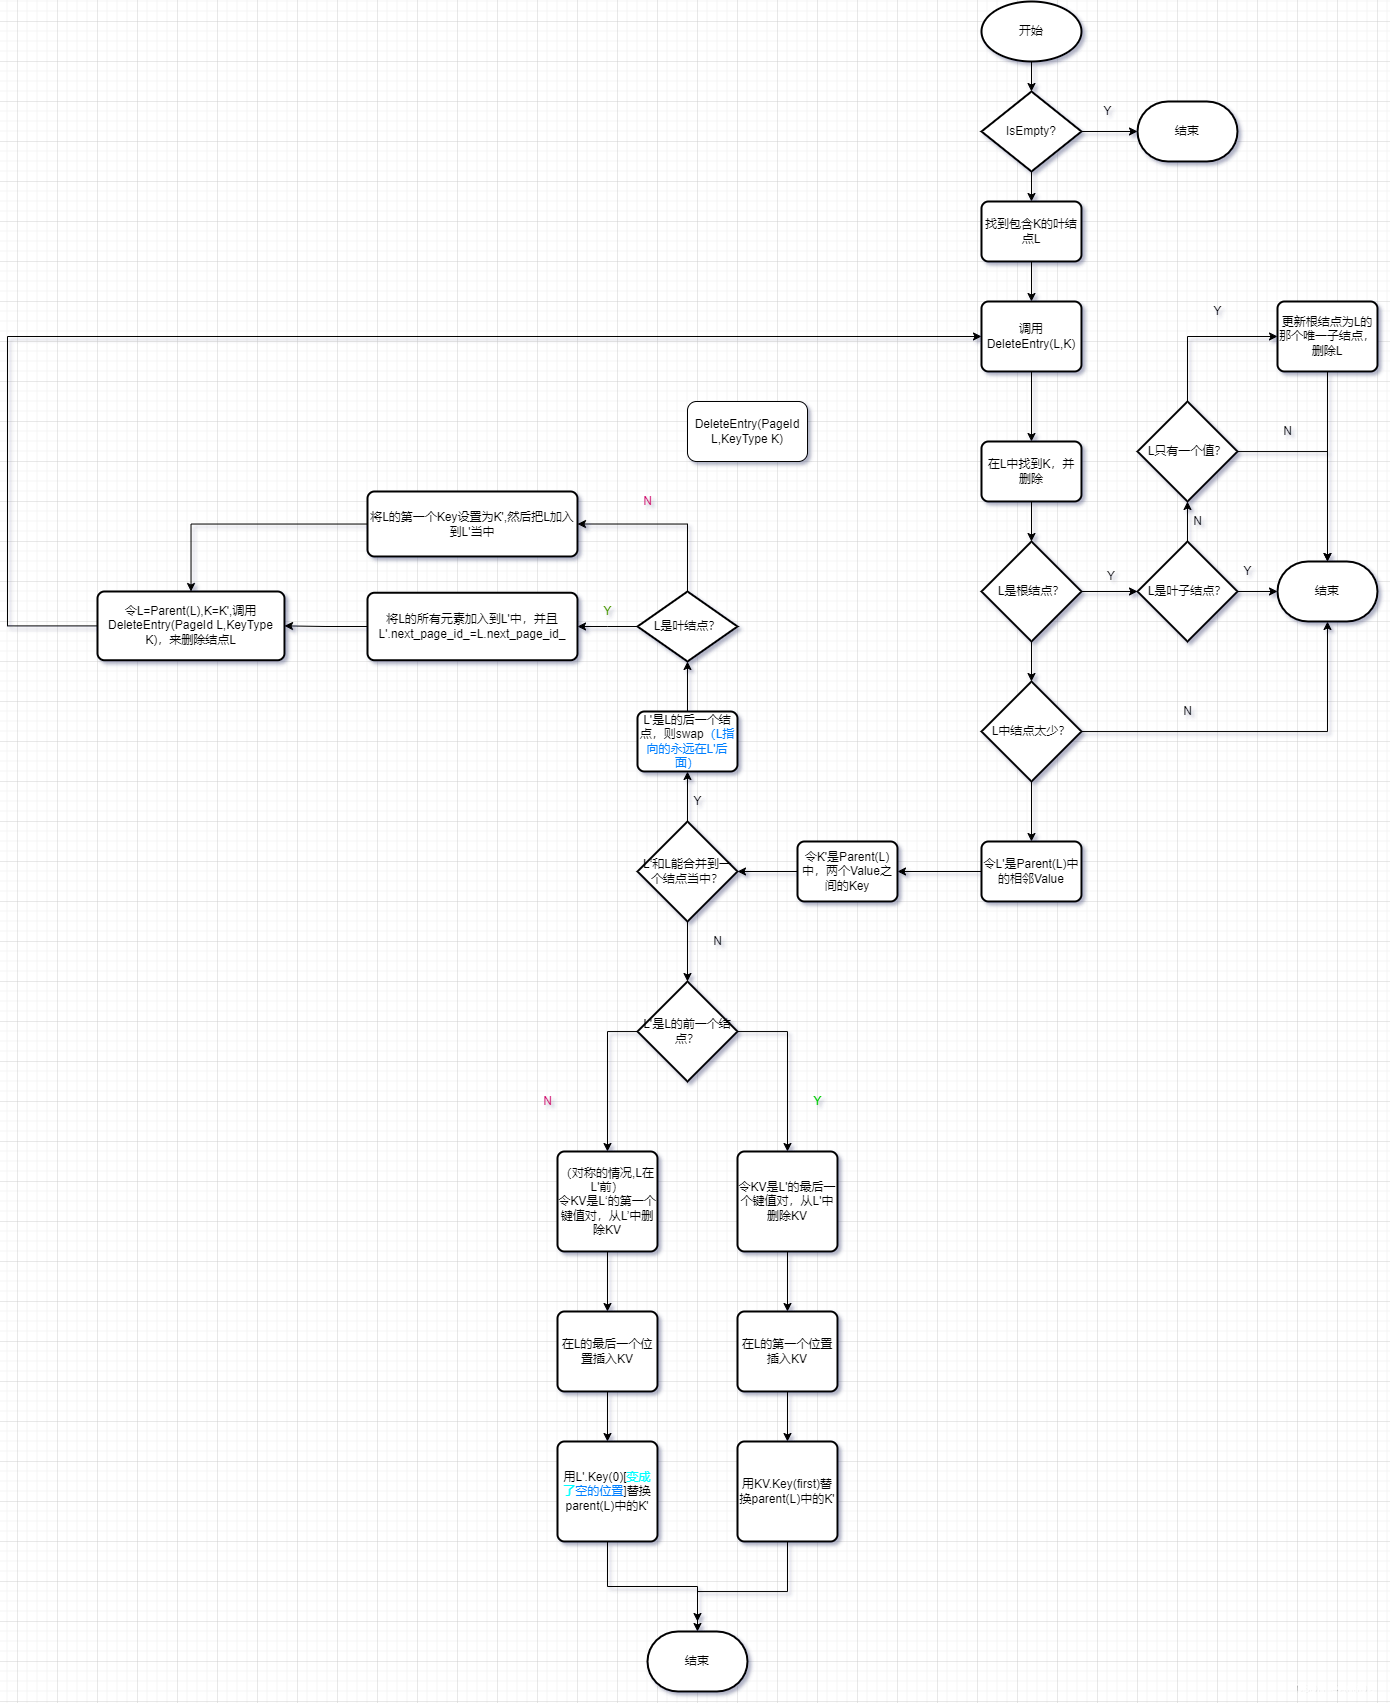 开始
IsEmpty?
Y
结束
找到包含K的叶结
点L
调用
DeleteEntry(L,K)
Y
更新根结点为L的
那个唯一子结点，
删除L
DeleteEntry(PageId
L,KeyType K)
L只有一个值？
N
在L中找到K，并
删除
N
将L的第一个Key设置为K',然后把L加入
到L'当中
N
L是根结点？
Y
L是叶子结点？
Y
结束
令L=Parent(L),K=K',调用
DeleteEntry(PageId L,KeyType
K)，来删除结点L
将L的所有元素加入到L'中，并且
L'.next_page_id_=L.next_page_id_
Y
L是叶结点？
L'是L的后一个结
点，则swap（L指
向的永远在L'后
面）
L中结点太少？
N
Y
L'和L能合并到一
个结点当中？
令K'是Parent(L)
中，两个Value之
间的Key
令L'是Parent(L)中
的相邻Value
N
L'是L的前一个结
点？
N
Y
（对称的情况,L在
L'前）
令KV是L'的第一个
键值对，从L'中删
除KV
令KV是L'的最后一
个键值对，从L'中
删除KV
在L的最后一个位
置插入KV
在L的第一个位置
插入KV
用L'.Key(0)[变成
了空的位置]替换
parent(L)中的K'
用KV.Key(first)替
换parent(L)中的K'
结束